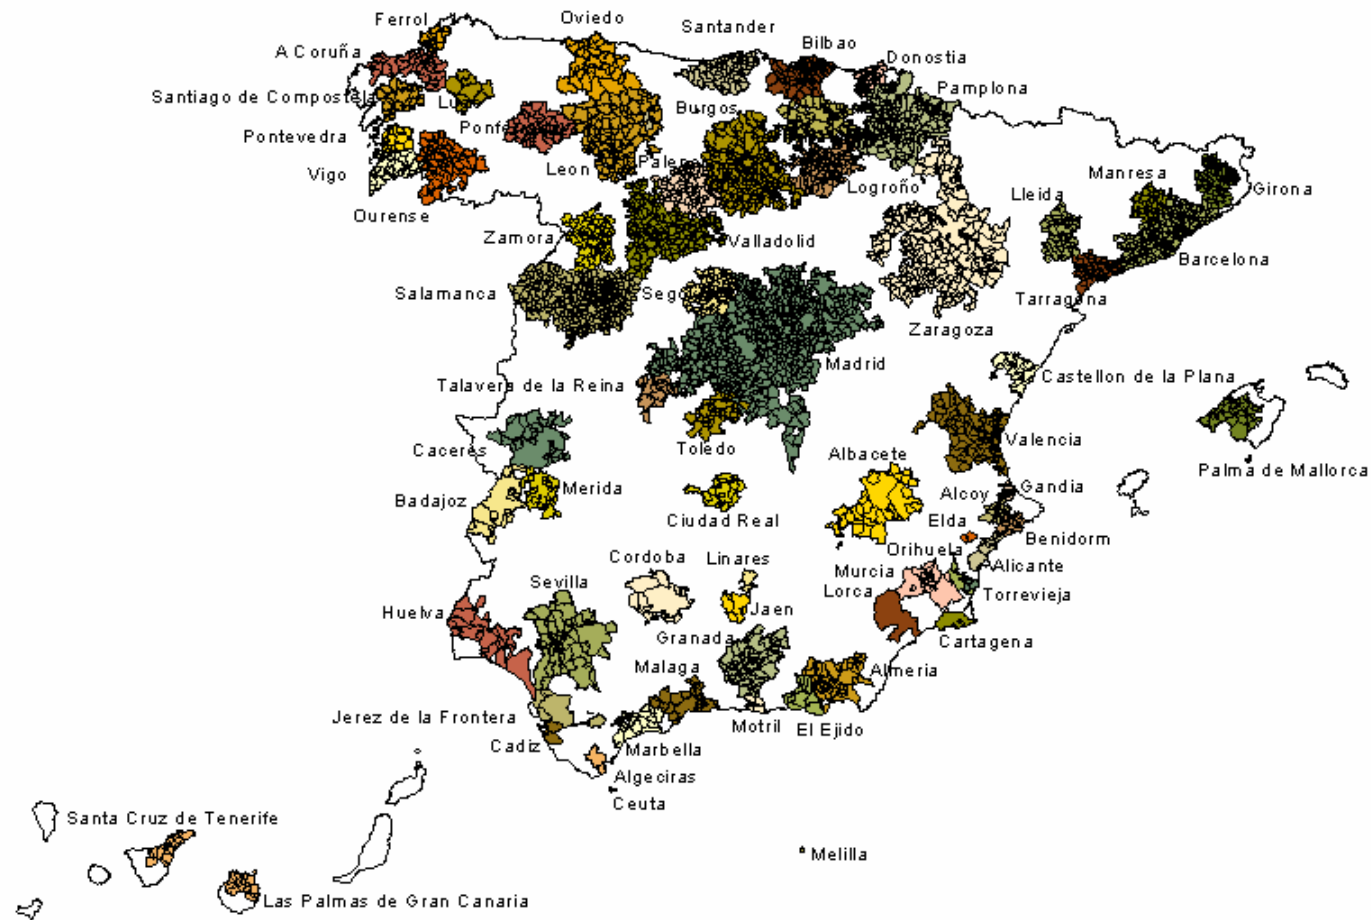 Ferrol
Oviedo
Santander
Bilbao
A Coruña
Donostia
Pamplona
Santiago de Compostela
Burgos
Pontevedra
Vigo
Leon
Logroño
Ourense
Lleida
Manresa
Girona
Zamora
Valladolid
Barcelona
Salamanca
Tarragona
Zaragoza
Madrid
Talavera de la Reina
Castellon de la Plana
Caceres
Toledo
Albacete
Valencia
Palma de Mallorca
Badajoz
Merida
Ciudad Real
Alcoy
Gandia
Elda
Benidorm
Orihuela
Alicante
Cordoba
Linares
Murcia
Lorca
Torrevieja
Sevilla
Huelva
Jaen
Granada
Cartagena
Malaga
Almeria
Jerez de la Frontera
Cadiz
Marbella
Motril
El Ejido
Algeciras
Ceuta
Santa Cruz de Tenerife
Melilla
Las Palmas de Gran Canaria